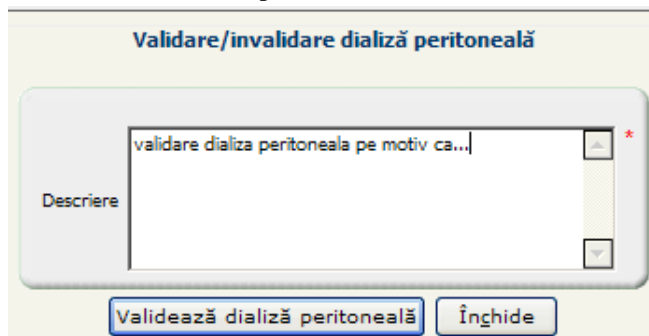 Validare/invalidare dializă peritoneală
validare dializa peritoneala pe motiv ca...
*
Descriere
Validează dializă peritoneală Închide